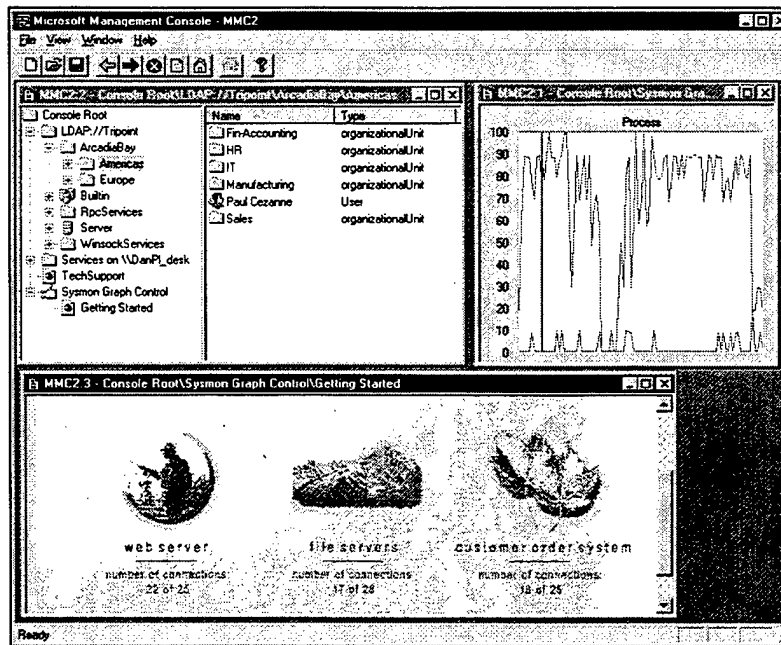 Microsoft Management Console - MMC2
File View Window Help
MMC2:2 - Console Root\LDAP://Tripoint\ArcadiaBay\Americas
Console Root
LDAP://Tripoint
ArcadiaBay
Americas
Europe
Builtin
RpcServices
Server
WinsockServices
Services on \\DanPl_desk
TechSupport
Sysmon Graph Control
Getting Started
Name Type
Fin-Accounting organizationalUnit
HR organizationalUnit
IT organizationalUnit
Manufacturing organizationalUnit
Paul Cezanne User
Sales organizationalUnit
MMC2:1 - Console Root\Sysmon Gra...
Process
100
90
80
70
60
50
40
30
20
10
0
MMC2:3 - Console Root\Sysmon Graph Control\Getting Started
web server
number of connections:
22 of 25
file servers
number of connections
17 of 28
customer order system
number of connections:
18 of 25
Ready